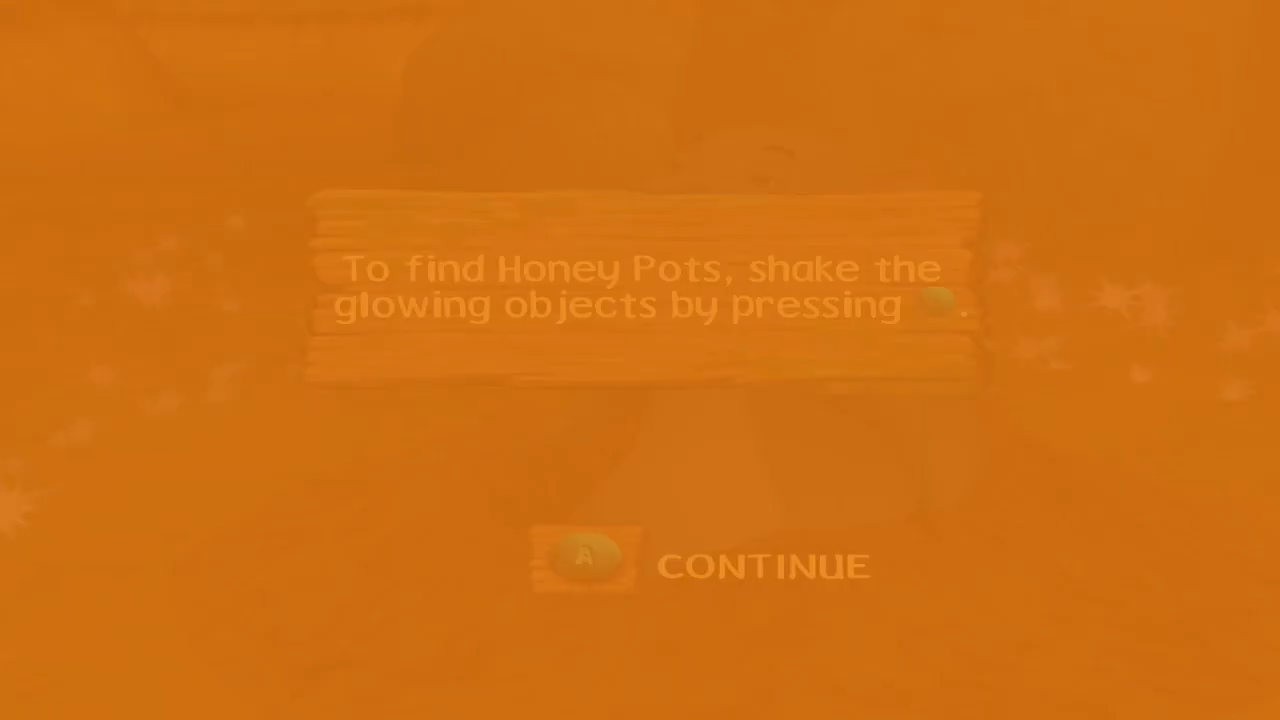 To find Honey Pots, shake the
glowing objects by pressing .
A CONTINUE